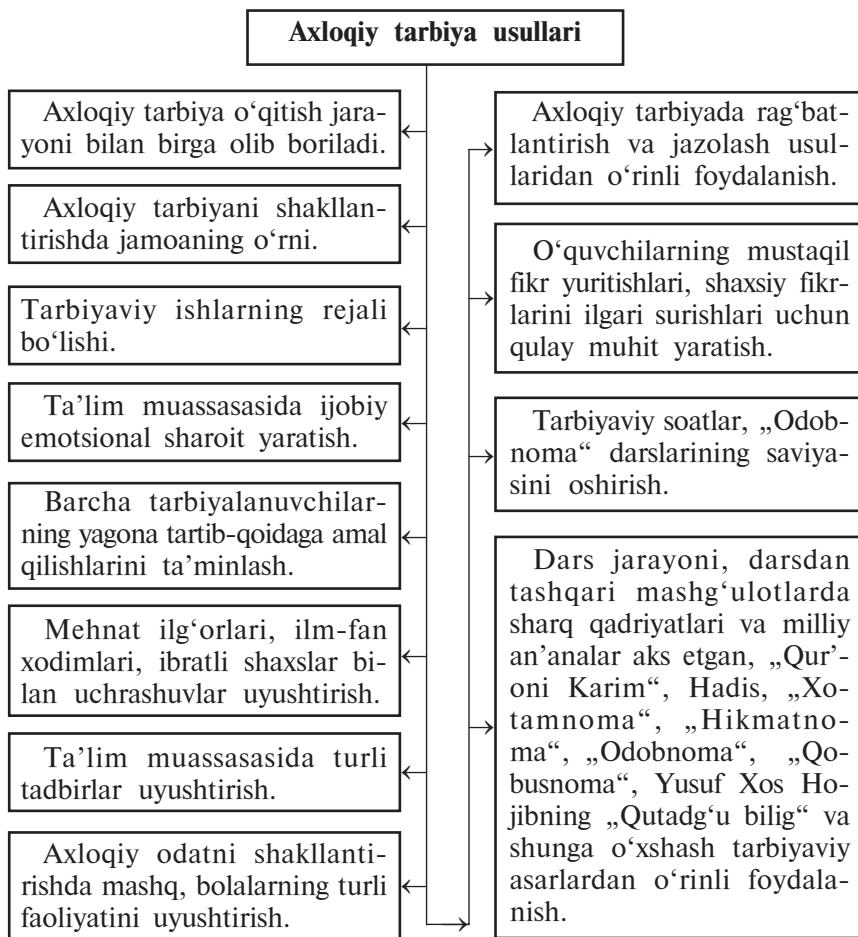 Axloqiy tarbiya usullari
Axloqiy tarbiya o‘qitish jara-
yoni bilan birga olib boriladi.
Axloqiy tarbiyani shakllan-
tirishda jamoaning o‘rni.
Tarbiyaviy ishlarning rejali
bo‘lishi.
Ta’lim muassasasida ijobiy
emotsional sharoit yaratish.
Barcha tarbiyalanuvchilar-
ning yagona tartib-qoidaga amal
qilishlarini ta’minlash.
Mehnat ilg‘orlari, ilm-fan
xodimlari, ibratli shaxslar bi-
lan uchrashuvlar uyushtirish.
Ta’lim muassasasida turli
tadbirlar uyushtirish.
Axloqiy odatni shakllanti-
rishda mashq, bolalarning turli
faoliyatini uyushtirish.
Axloqiy tarbiyada rag‘bat-
lantirish va jazolash usul-
laridan o‘rinli foydalanish.
O‘quvchilarning mustaqil
fikr yuritishlari, shaxsiy fikr-
larini ilgari surishlari uchun
qulay muhit yaratish.
Tarbiyaviy soatlar, „Odob-
noma“ darslarining saviya-
sini oshirish.
Dars jarayoni, darsdan
tashqari mashg‘ulotlarda
sharq qadriyatlari va milliy
an’analar aks etgan, „Qur’-
oni Karim“, Hadis, „Xo-
tamnoma“, „Hikmatno-
ma“, „Odobnoma“, „Qo-
busnoma“, Yusuf Xos Ho-
jibning „Qutadg‘u bilig“ va
shunga o‘xshash tarbiyaviy
asarlardan o‘rinli foydala-
nish.